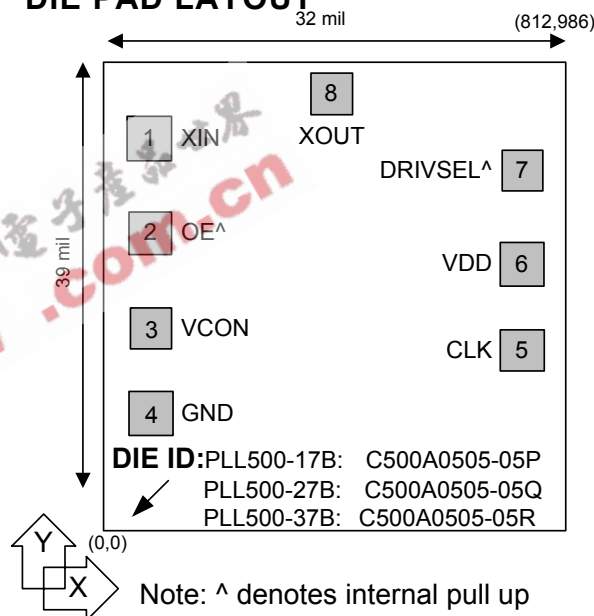 DIE PAD LAYOUT
32 mil
(812,986)
8
XOUT
1 XIN
DRIVSEL^ 7
2 OE^
VDD 6
39 mil
3 VCON
CLK 5
4 GND
DIE ID:PLL500-17B: C500A0505-05P
PLL500-27B: C500A0505-05Q
PLL500-37B: C500A0505-05R
Y
(0,0)
X
Note: ^ denotes internal pull up
.com.cn